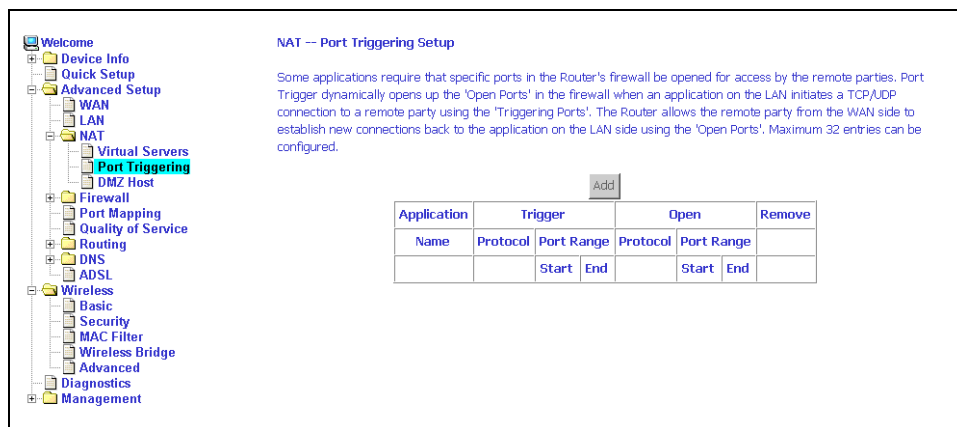 Welcome
Device Info
Quick Setup
Advanced Setup
WAN
LAN
NAT
Virtual Servers
Port Triggering
DMZ Host
Firewall
Port Mapping
Quality of Service
Routing
DNS
ADSL
Wireless
Basic
Security
MAC Filter
Wireless Bridge
Advanced
Diagnostics
Management
NAT -- Port Triggering Setup
Some applications require that specific ports in the Router's firewall be opened for access by the remote parties. Port
Trigger dynamically opens up the 'Open Ports' in the firewall when an application on the LAN initiates a TCP/UDP
connection to a remote party using the 'Triggering Ports'. The Router allows the remote party from the WAN side to
establish new connections back to the application on the LAN side using the 'Open Ports'. Maximum 32 entries can be
configured.
Add
Application Trigger Open Remove
Name Protocol Port Range Protocol Port Range
Start End Start End